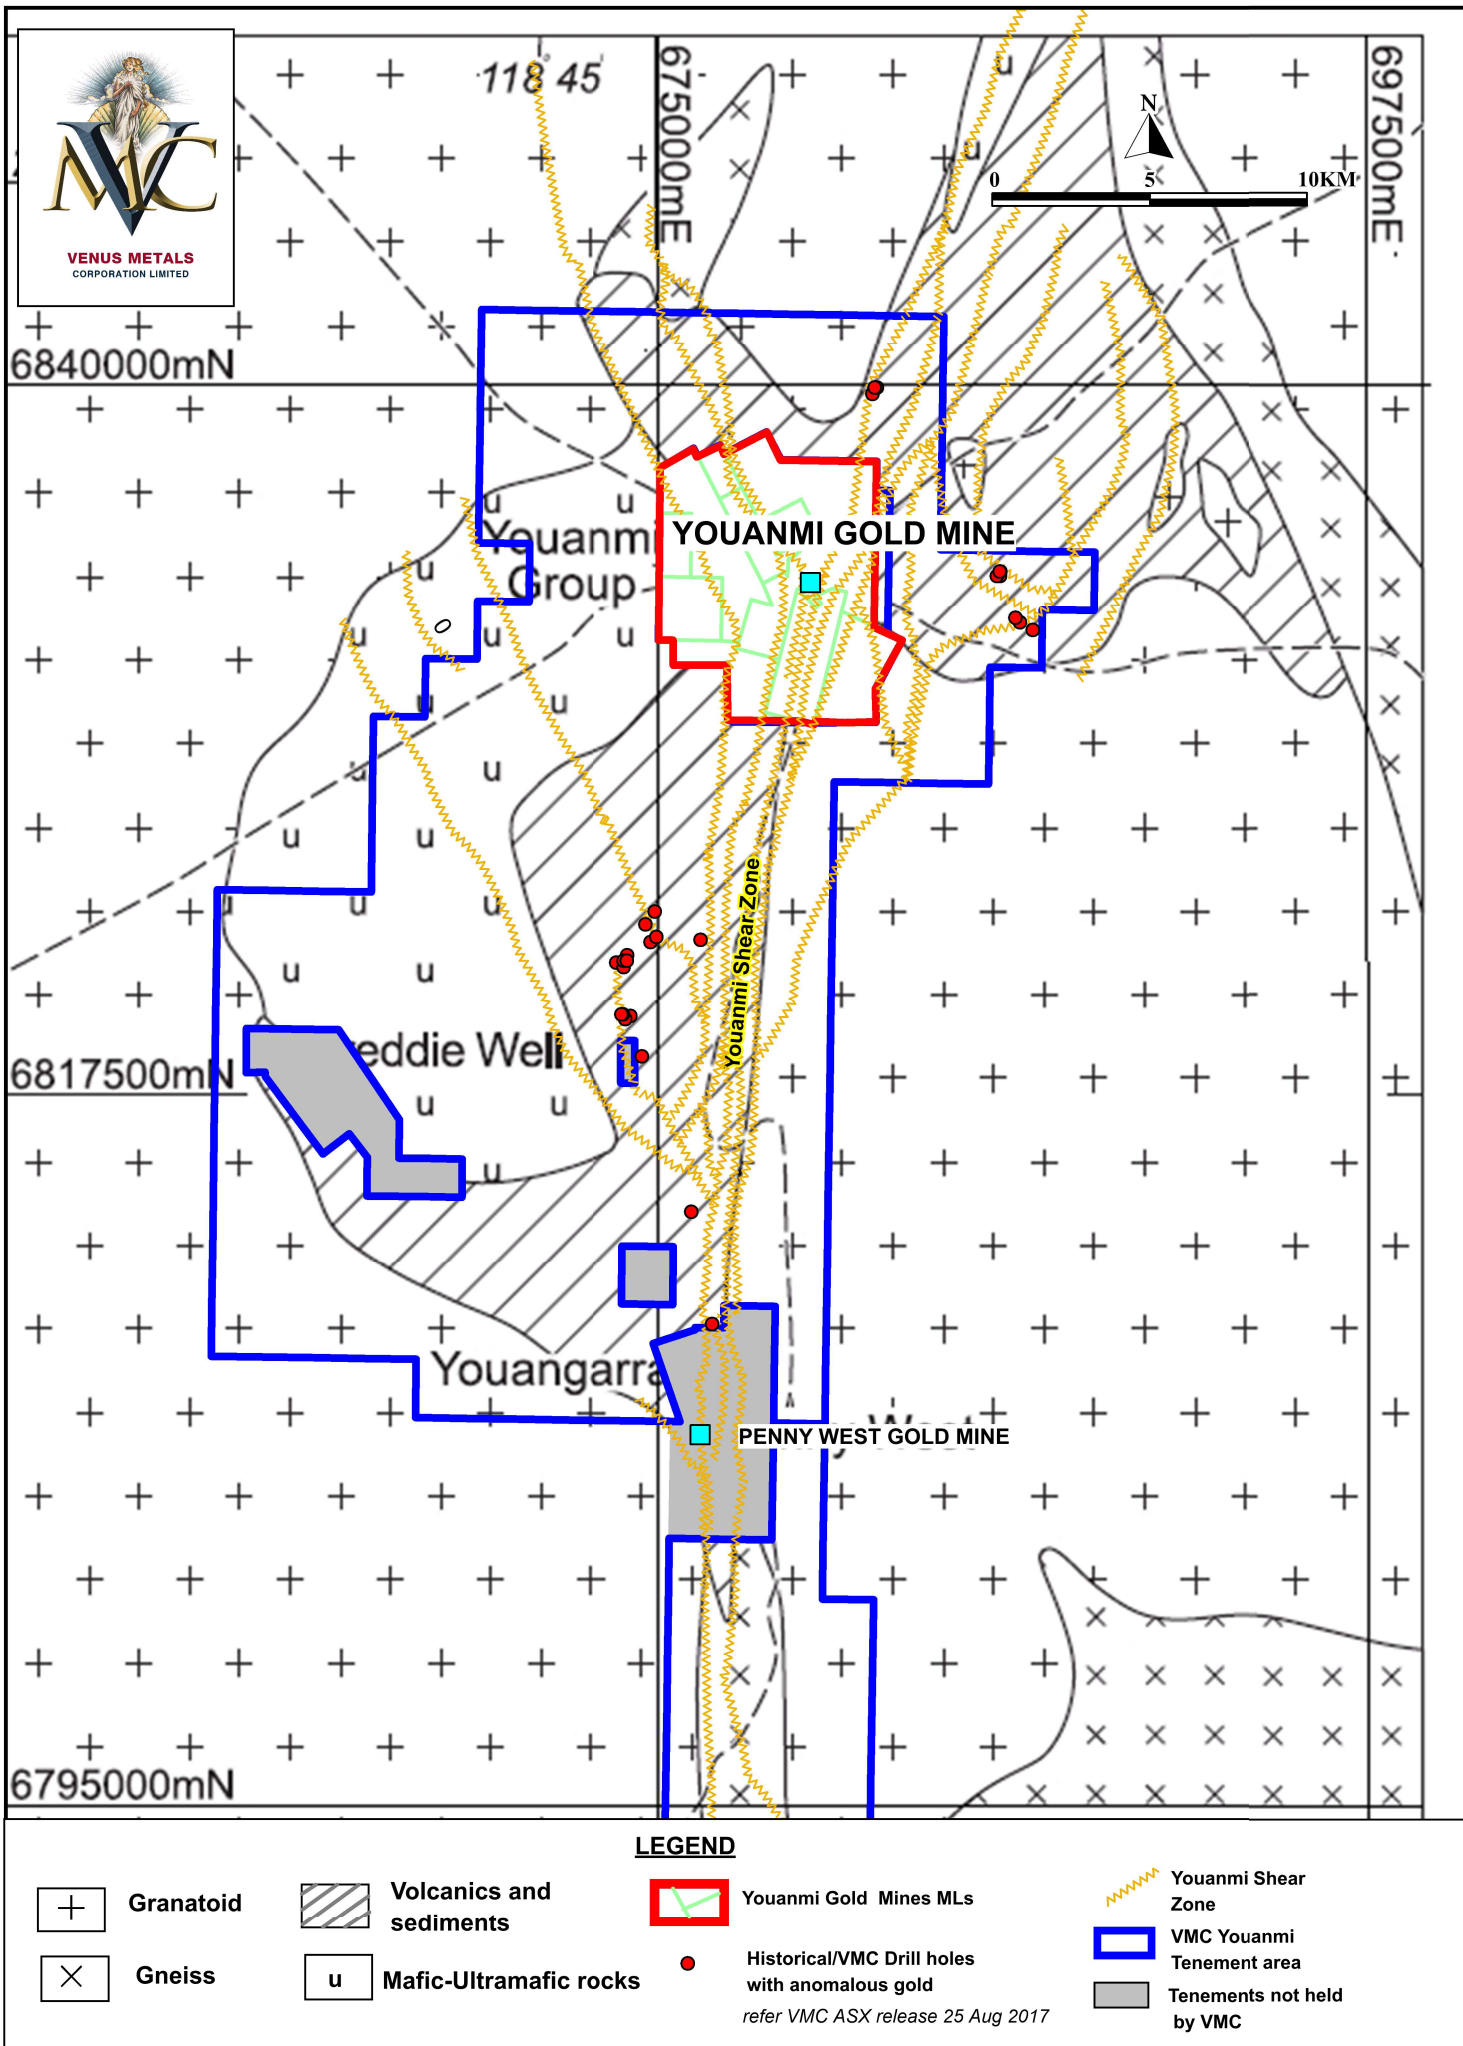 118° 45'
675000mE
697500mE
N
0 5 10KM
VMC
VENUS METALS
CORPORATION LIMITED
6840000mN
Youanmi
Group
YOUANMI GOLD MINE
Youanmi Shear Zone
eddie Well
6817500mN
Youangarra
West
PENNY WEST GOLD MINE
6795000mN
LEGEND
Granatoid
Gneiss
Volcanics and
sediments
u
Mafic-Ultramafic rocks
Youanmi Gold Mines MLs
Historical/VMC Drill holes
with anomalous gold
refer VMC ASX release 25 Aug 2017
Youanmi Shear
Zone
VMC Youanmi
Tenement area
Tenements not held
by VMC